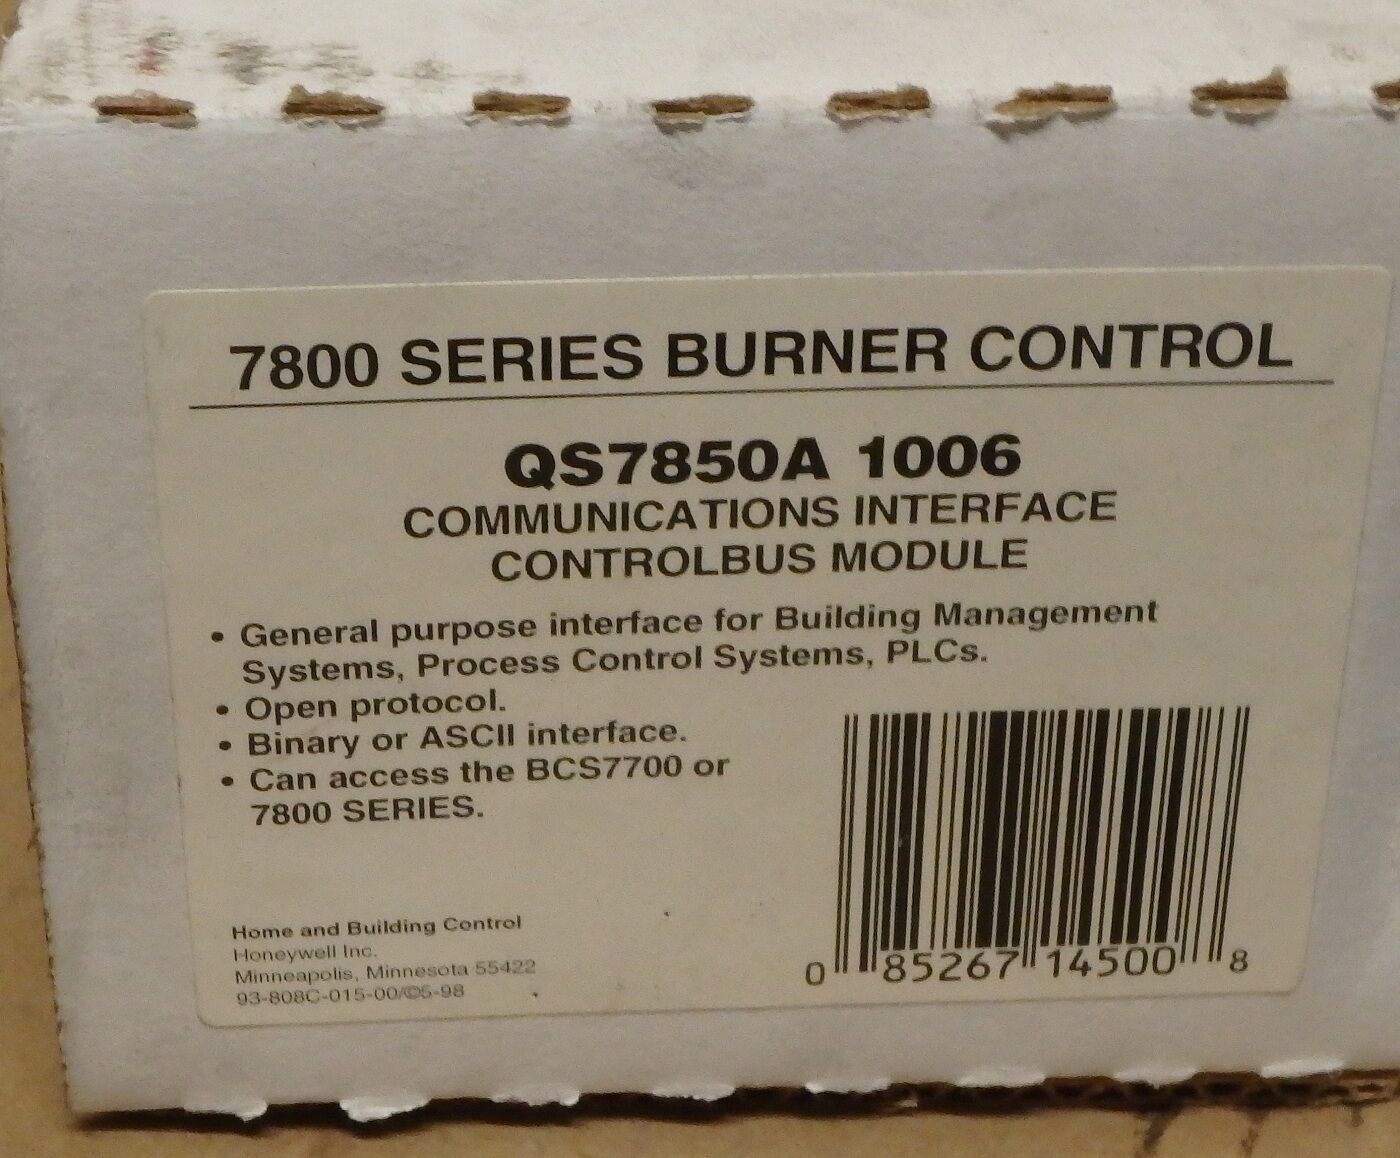 7800 SERIES BURNER CONTROL
QS7850A 1006
COMMUNICATIONS INTERFACE
CONTROLBUS MODULE
• General purpose interface for Building Management
Systems, Process Control Systems, PLCs.
• Open protocol.
• Binary or ASCII interface.
• Can access the BCS7700 or
7800 SERIES.
Home and Building Control
Honeywell Inc.
Minneapolis, Minnesota 55422
93-808C-015-00/©5-98
0 85267 14500 8